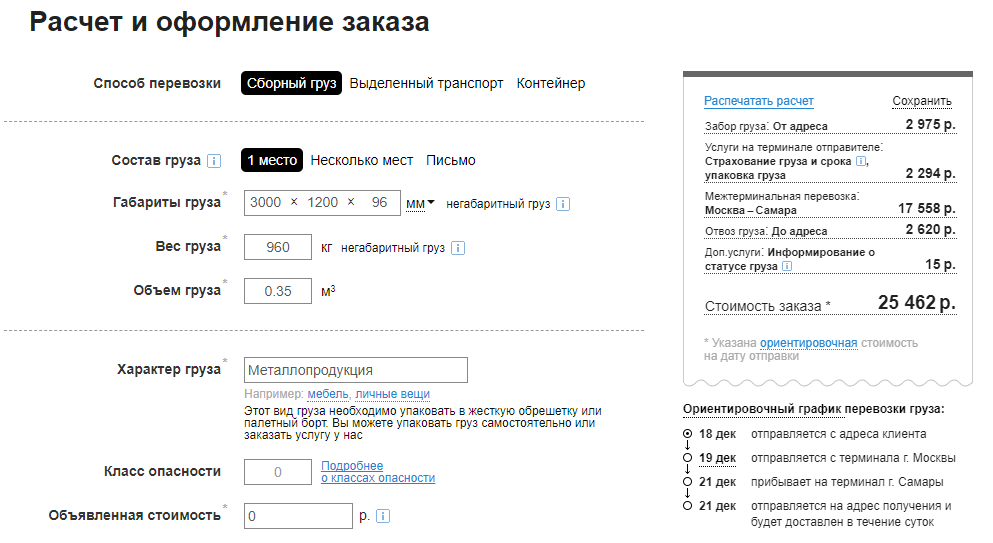 Расчет и оформление заказа
Способ перевозки Сборный груз Выделенный транспорт Контейнер
Состав груза i 1 место Несколько мест Письмо
Габариты груза* 3000 × 1200 × 96 мм негабаритный груз i
Вес груза* 960 кг негабаритный груз i
Объем груза* 0.35 м³
Характер груза* Металлопродукция
Например: мебель, личные вещи
Этот вид груза необходимо упаковать в жесткую обрешетку или
палетный борт. Вы можете упаковать груз самостоятельно или
заказать услугу у нас
Класс опасности 0 Подробнее
о классах опасности
Объявленная стоимость* 0 р. i
Распечатать расчет Сохранить
Забор груза: От адреса 2 975 р.
Услуги на терминале отправителе:
Страхование груза и срока i,
упаковка груза 2 294 р.
Межтерминальная перевозка:
Москва – Самара 17 558 р.
Отвоз груза: До адреса 2 620 р.
Доп.услуги: Информирование о
статусе груза i 15 р.
Стоимость заказа * 25 462 р.
* Указана ориентировочная стоимость
на дату отправки
Ориентировочный график перевозки груза:
18 дек отправляется с адреса клиента
19 дек отправляется с терминала г. Москвы
21 дек прибывает на терминал г. Самары
21 дек отправляется на адрес получения и
будет доставлен в течение суток